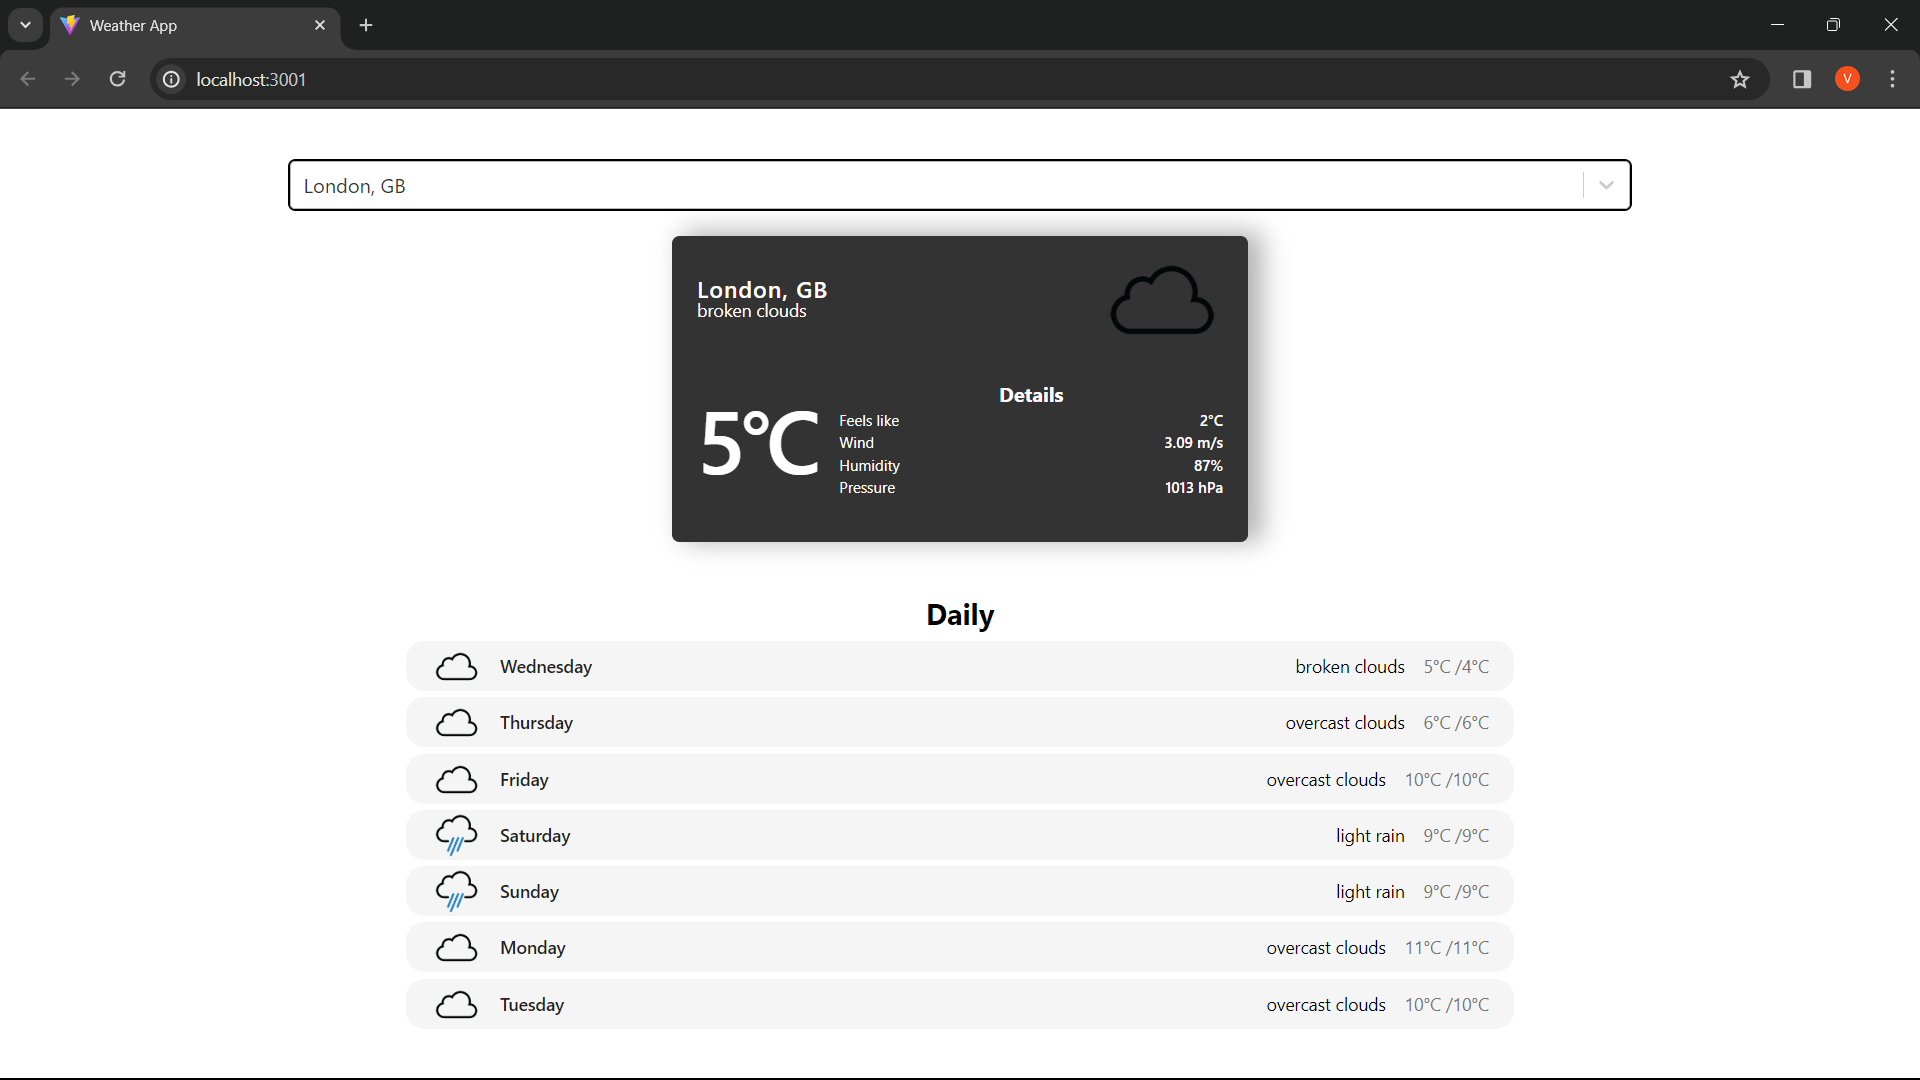 Weather App
localhost:3001
V
London, GB
London, GB
broken clouds
Details
5°C
Feels like 2°C
Wind 3.09 m/s
Humidity 87%
Pressure 1013 hPa
Daily
Wednesday broken clouds 5°C /4°C
Thursday overcast clouds 6°C /6°C
Friday overcast clouds 10°C /10°C
Saturday light rain 9°C /9°C
Sunday light rain 9°C /9°C
Monday overcast clouds 11°C /11°C
Tuesday overcast clouds 10°C /10°C